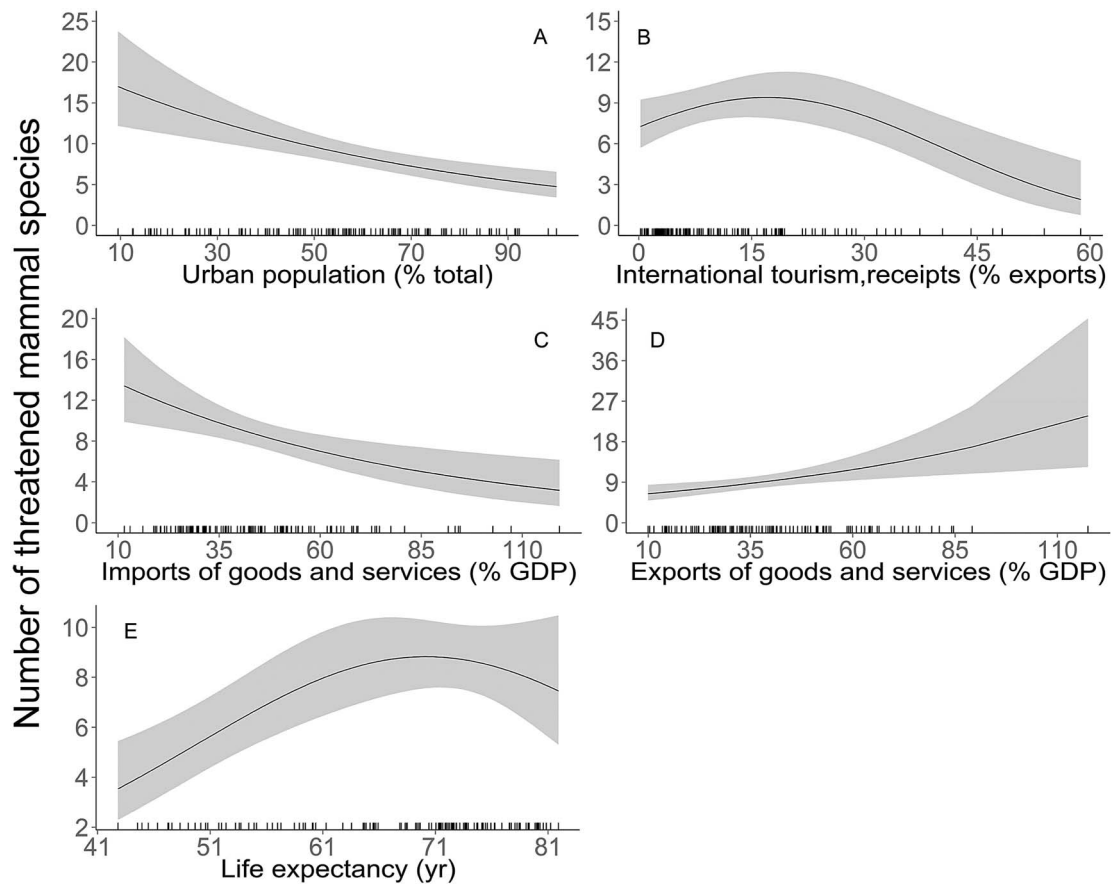 Number of threatened mammal species
25
20
15
10
5
0
A
10 30 50 70 90
Urban population (% total)
15
12
9
6
3
0
B
0 15 30 45 60
International tourism,receipts (% exports)
20
16
12
8
4
0
C
10 35 60 85 110
Imports of goods and services (% GDP)
45
36
27
18
9
0
D
10 35 60 85 110
Exports of goods and services (% GDP)
10
8
6
4
2
E
41 51 61 71 81
Life expectancy (yr)